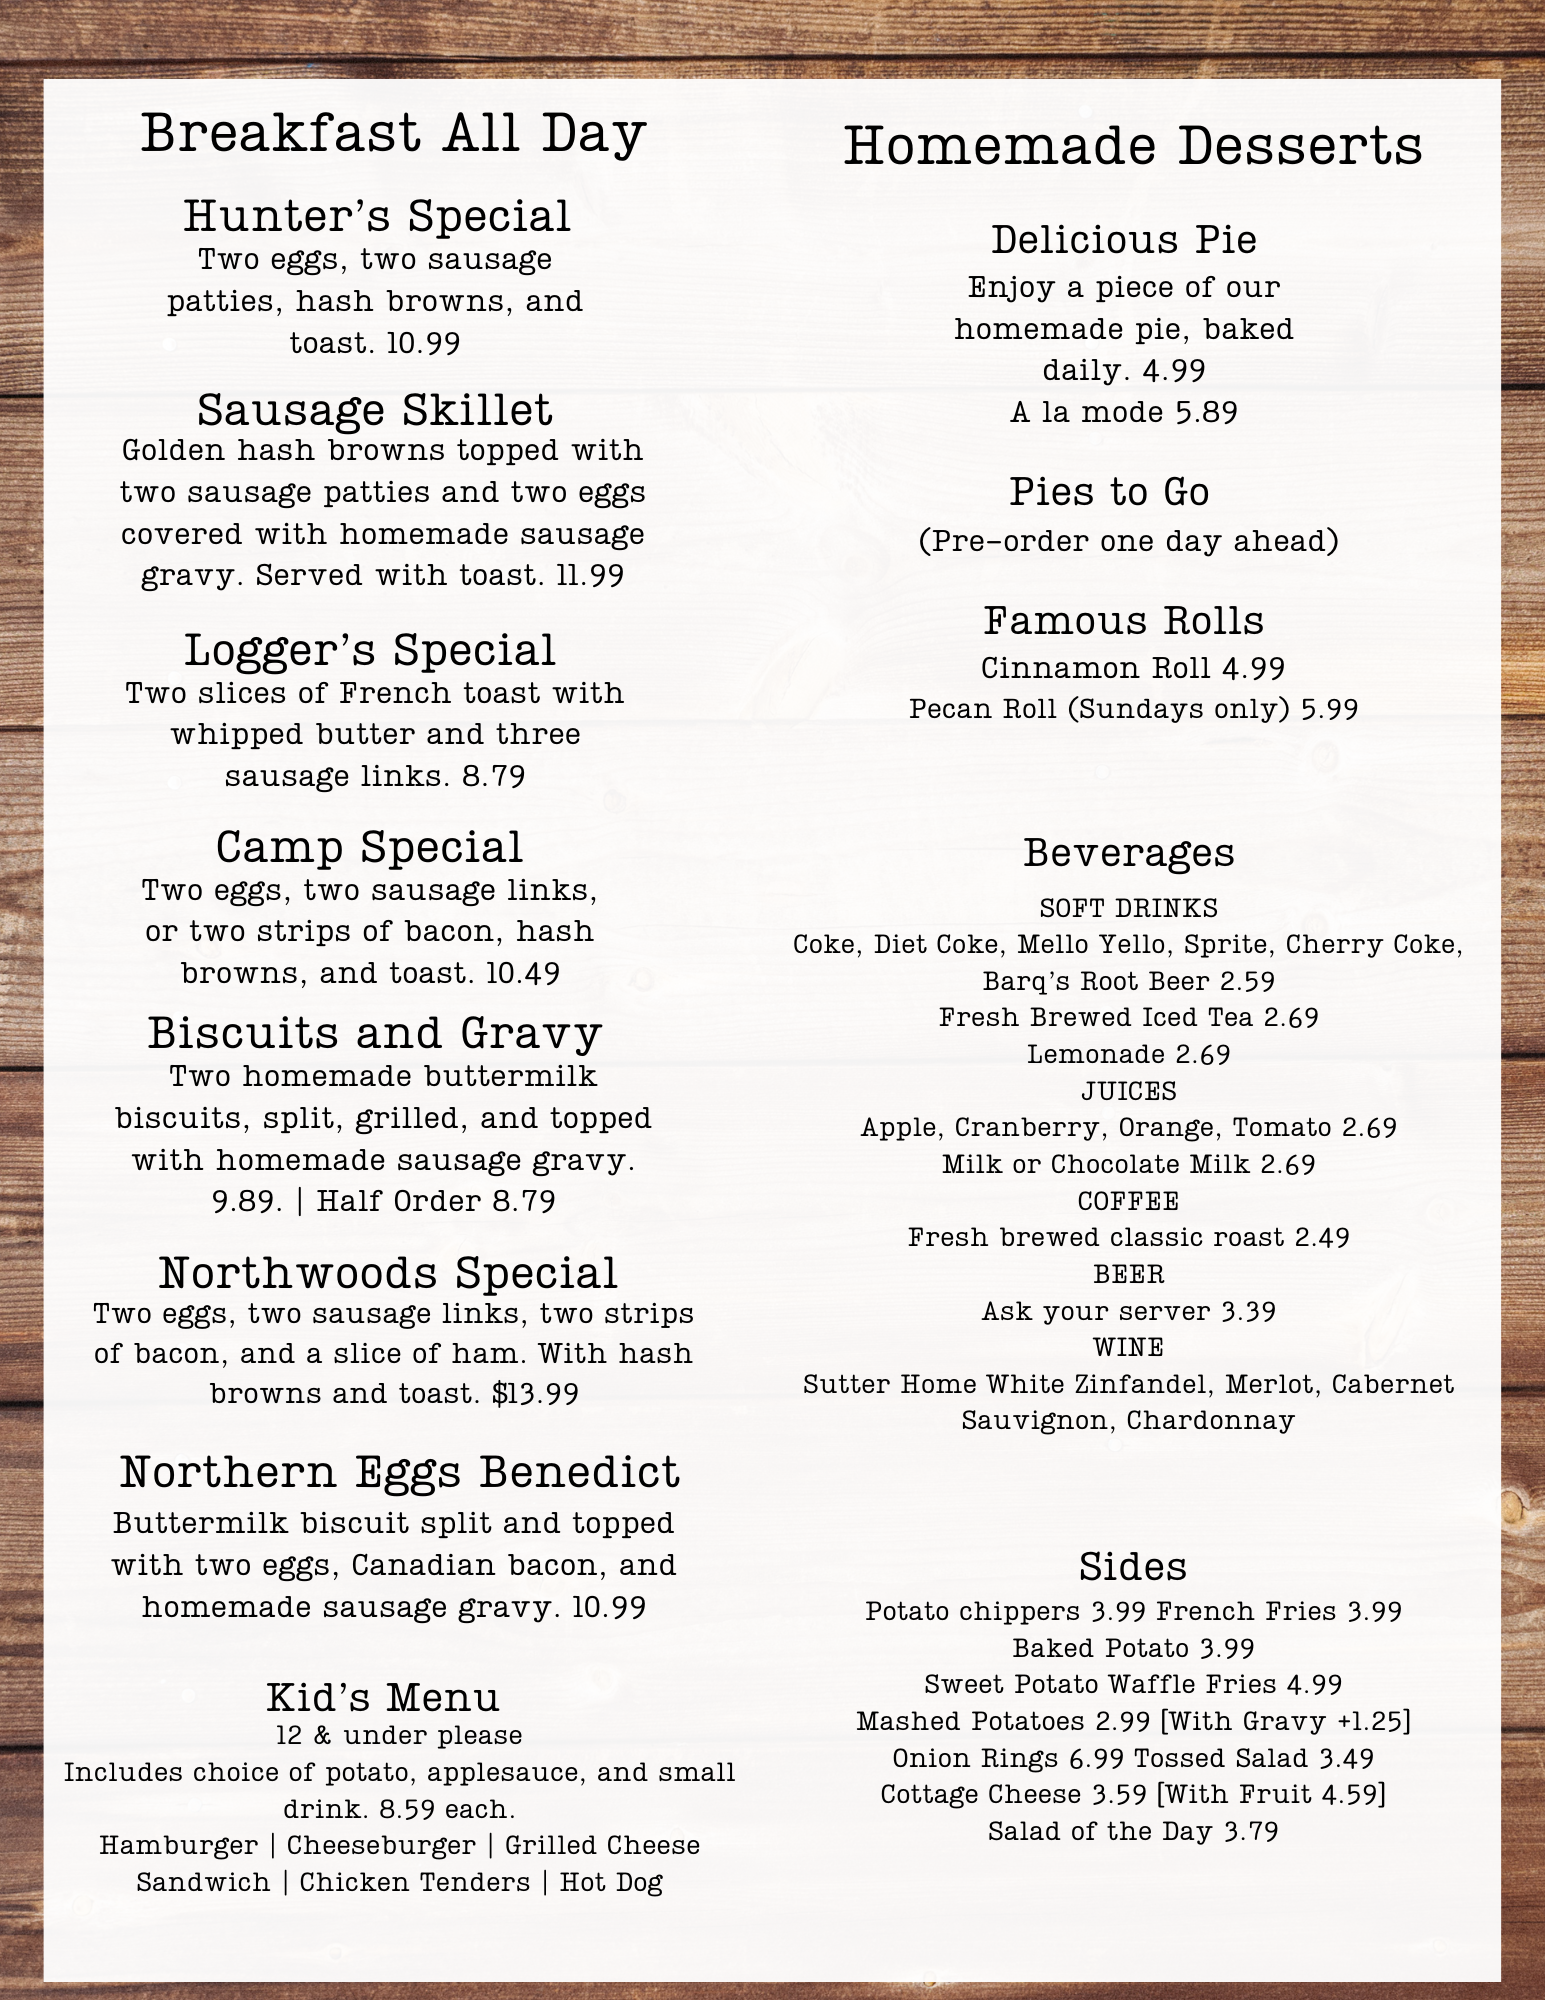 Breakfast All Day
Hunter's Special
Two eggs, two sausage
patties, hash browns, and
toast. 10.99
Sausage Skillet
Golden hash browns topped with
two sausage patties and two eggs
covered with homemade sausage
gravy. Served with toast. 11.99
Logger's Special
Two slices of French toast with
whipped butter and three
sausage links. 8.79
Camp Special
Two eggs, two sausage links,
or two strips of bacon, hash
browns, and toast. 10.49
Biscuits and Gravy
Two homemade buttermilk
biscuits, split, grilled, and topped
with homemade sausage gravy.
9.89. | Half Order 8.79
Northwoods Special
Two eggs, two sausage links, two strips
of bacon, and a slice of ham. With hash
browns and toast. $13.99
Northern Eggs Benedict
Buttermilk biscuit split and topped
with two eggs, Canadian bacon, and
homemade sausage gravy. 10.99
Kid's Menu
12 & under please
Includes choice of potato, applesauce, and small
drink. 8.59 each.
Hamburger | Cheeseburger | Grilled Cheese
Sandwich | Chicken Tenders | Hot Dog
Homemade Desserts
Delicious Pie
Enjoy a piece of our
homemade pie, baked
daily. 4.99
A la mode 5.89
Pies to Go
(Pre-order one day ahead)
Famous Rolls
Cinnamon Roll 4.99
Pecan Roll (Sundays only) 5.99
Beverages
SOFT DRINKS
Coke, Diet Coke, Mello Yello, Sprite, Cherry Coke,
Barq's Root Beer 2.59
Fresh Brewed Iced Tea 2.69
Lemonade 2.69
JUICES
Apple, Cranberry, Orange, Tomato 2.69
Milk or Chocolate Milk 2.69
COFFEE
Fresh brewed classic roast 2.49
BEER
Ask your server 3.39
WINE
Sutter Home White Zinfandel, Merlot, Cabernet
Sauvignon, Chardonnay
Sides
Potato chippers 3.99 French Fries 3.99
Baked Potato 3.99
Sweet Potato Waffle Fries 4.99
Mashed Potatoes 2.99 [With Gravy +1.25]
Onion Rings 6.99 Tossed Salad 3.49
Cottage Cheese 3.59 [With Fruit 4.59]
Salad of the Day 3.79